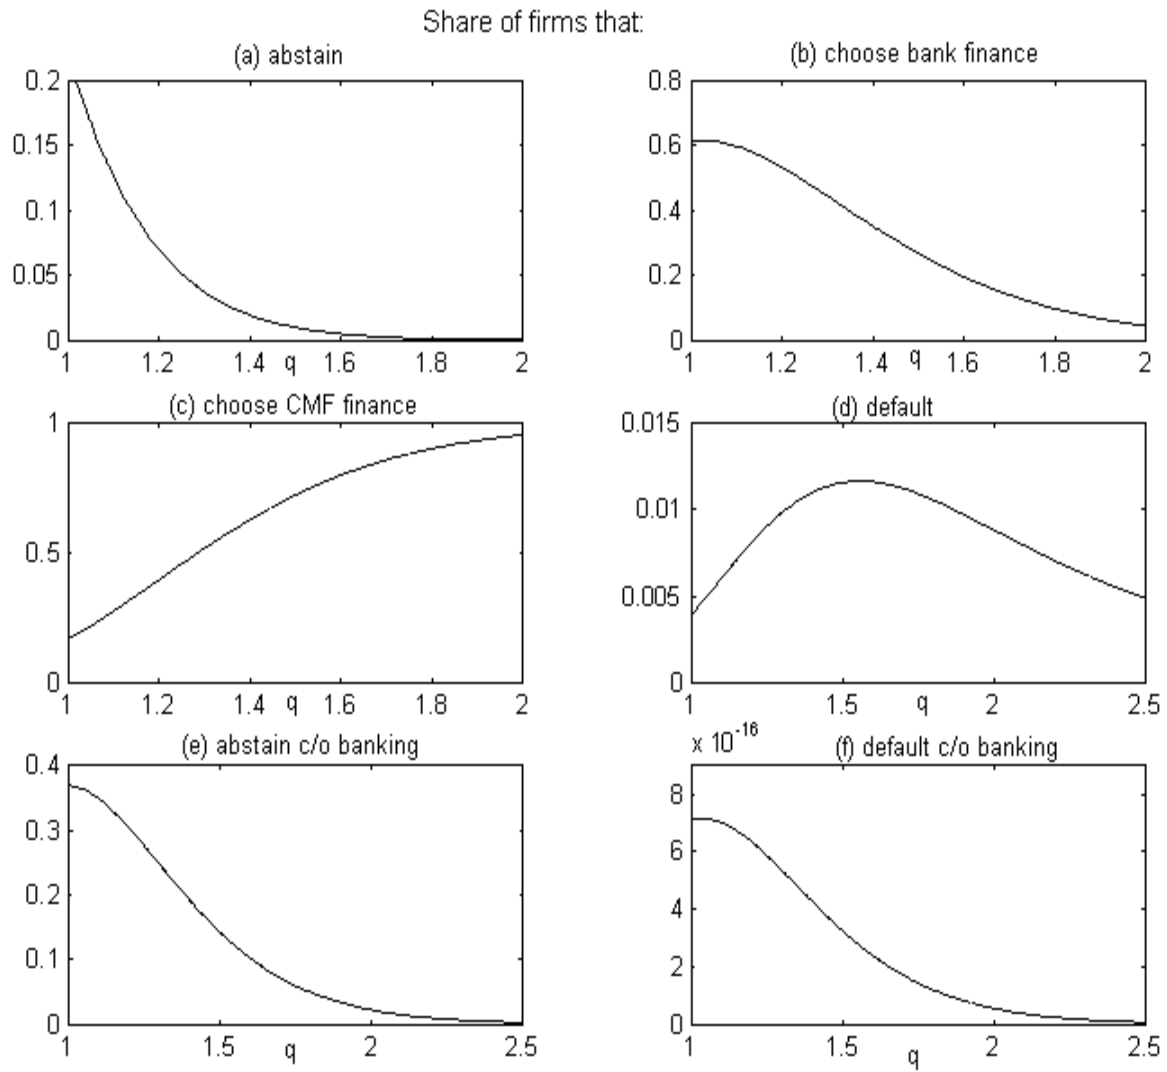 Share of firms that:
(a) abstain
(b) choose bank finance
0.2
0.15
0.1
0.05
0
1 1.2 1.4 1.6 1.8 2
q
0.8
0.6
0.4
0.2
0
1 1.2 1.4 1.6 1.8 2
q
(c) choose CMF finance
(d) default
1
0.5
0
1 1.2 1.4 1.6 1.8 2
q
0.015
0.01
0.005
0
1 1.5 2 2.5
q
(e) abstain c/o banking
x 10^-16
(f) default c/o banking
0.4
0.3
0.2
0.1
0
1 1.5 2 2.5
q
8
6
4
2
0
1 1.5 2 2.5
q